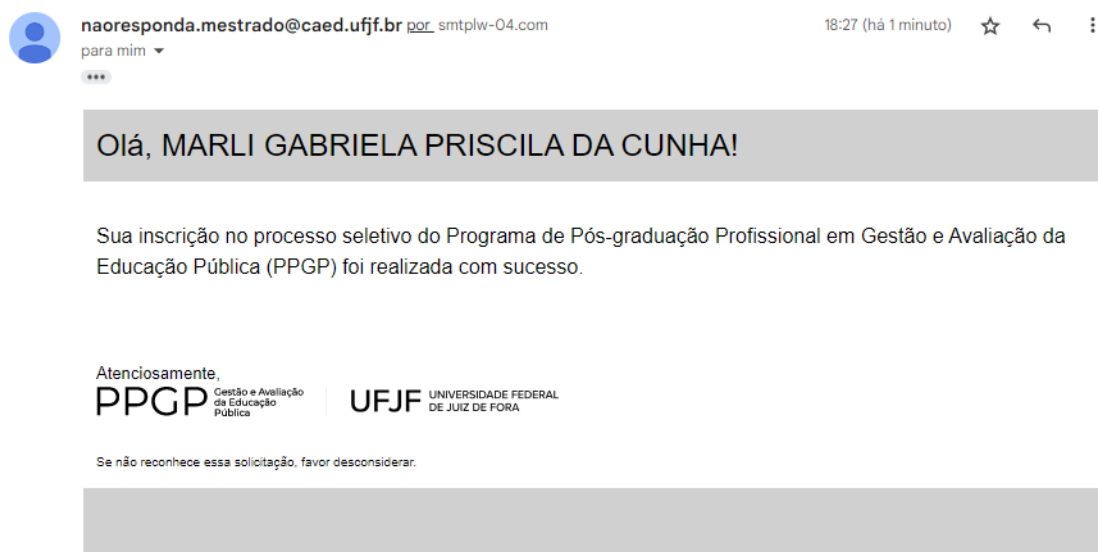 naoresponda.mestrado@caed.ufjf.br por smtplw-04.com
18:27 (há 1 minuto)
para mim
Olá, MARLI GABRIELA PRISCILA DA CUNHA!
Sua inscrição no processo seletivo do Programa de Pós-graduação Profissional em Gestão e Avaliação da
Educação Pública (PPGP) foi realizada com sucesso.
Atenciosamente,
PPGP
Gestão e Avaliação
da Educação
Pública
UFJF
UNIVERSIDADE FEDERAL
DE JUIZ DE FORA
Se não reconhece essa solicitação, favor desconsiderar.